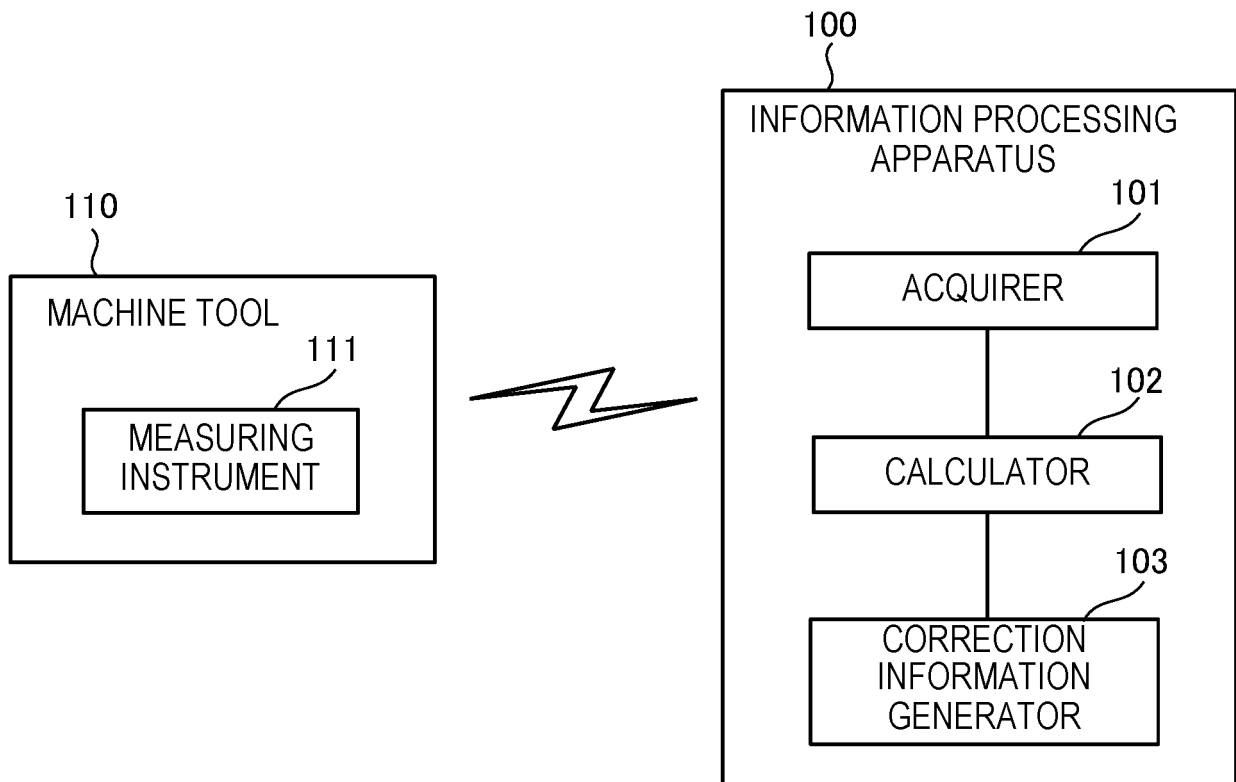 100
INFORMATION PROCESSING
APPARATUS
110
101
MACHINE TOOL
ACQUIRER
111
102
MEASURING
INSTRUMENT
CALCULATOR
103
CORRECTION
INFORMATION
GENERATOR